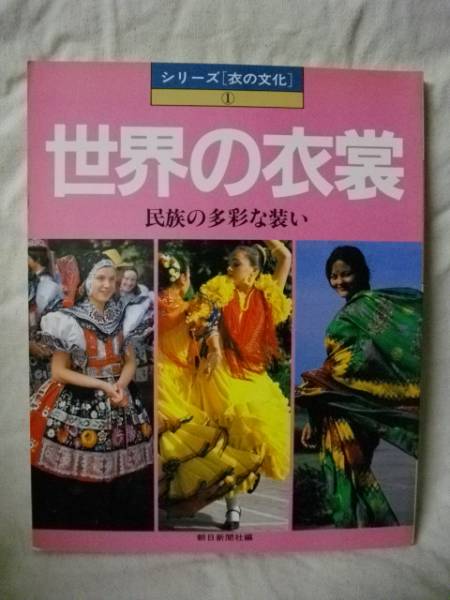 シリーズ[衣の文化]
①
世界の衣裳
民族の多彩な装い
朝日新聞社編